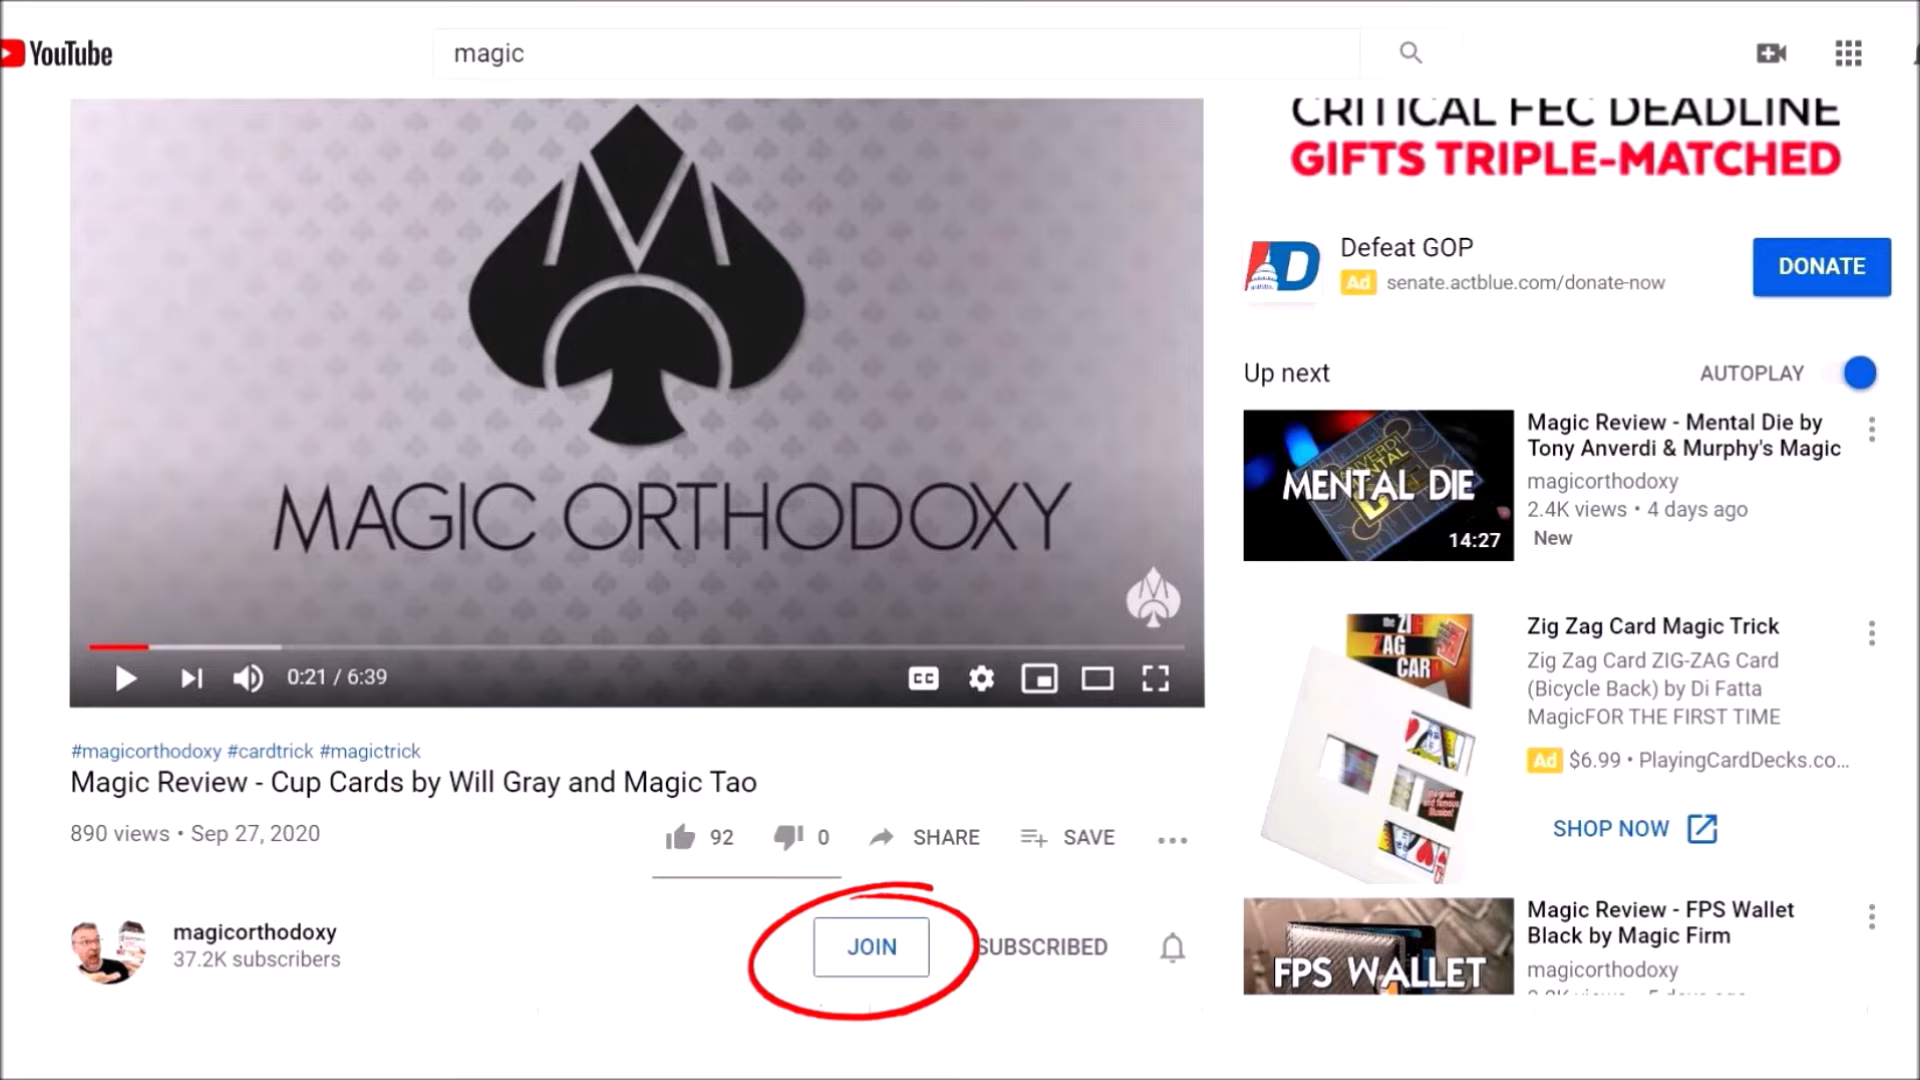 YouTube
magic
CRITICAL FEC DEADLINE
GIFTS TRIPLE-MATCHED
MAGIC ORTHODOXY
0:21 / 6:39
CC
Defeat GOP
Ad senate.actblue.com/donate-now
DONATE
Up next
AUTOPLAY
MENTAL DIE
14:27
Magic Review - Mental Die by
Tony Anverdi & Murphy's Magic
magicorthodoxy
2.4K views • 4 days ago
New
the ZIG
ZAG
CARD
Zig Zag Card Magic Trick
Zig Zag Card ZIG-ZAG Card
(Bicycle Back) by Di Fatta
MagicFOR THE FIRST TIME
Ad $6.99 • PlayingCardDecks.co...
SHOP NOW
FPS WALLET
Magic Review - FPS Wallet
Black by Magic Firm
magicorthodoxy
#magicorthodoxy #cardtrick #magictrick
Magic Review - Cup Cards by Will Gray and Magic Tao
890 views • Sep 27, 2020
92
0
SHARE
SAVE
magicorthodoxy
37.2K subscribers
JOIN
SUBSCRIBED